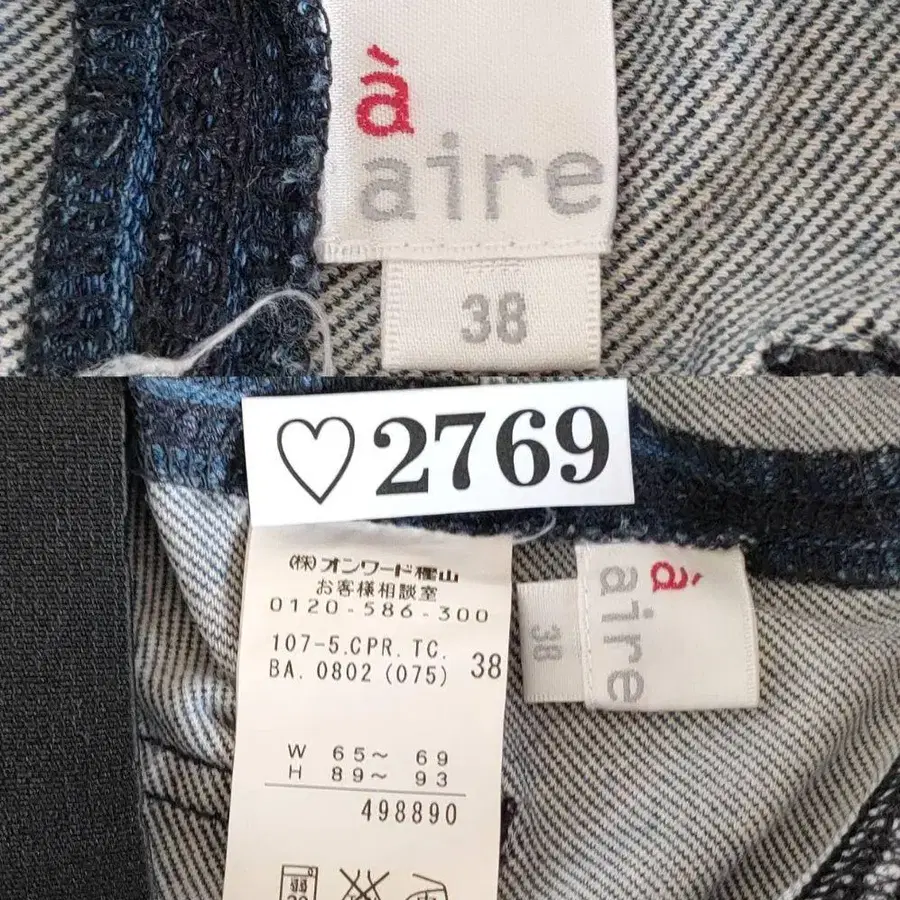 à
aire
38
♡2769
(株)オンワード樫山
お客様相談室
0120-586-300
107-5.CPR.TC.
BA.0802(075) 38
W 65～ 69
H 89～ 93
498890
38
à
aire